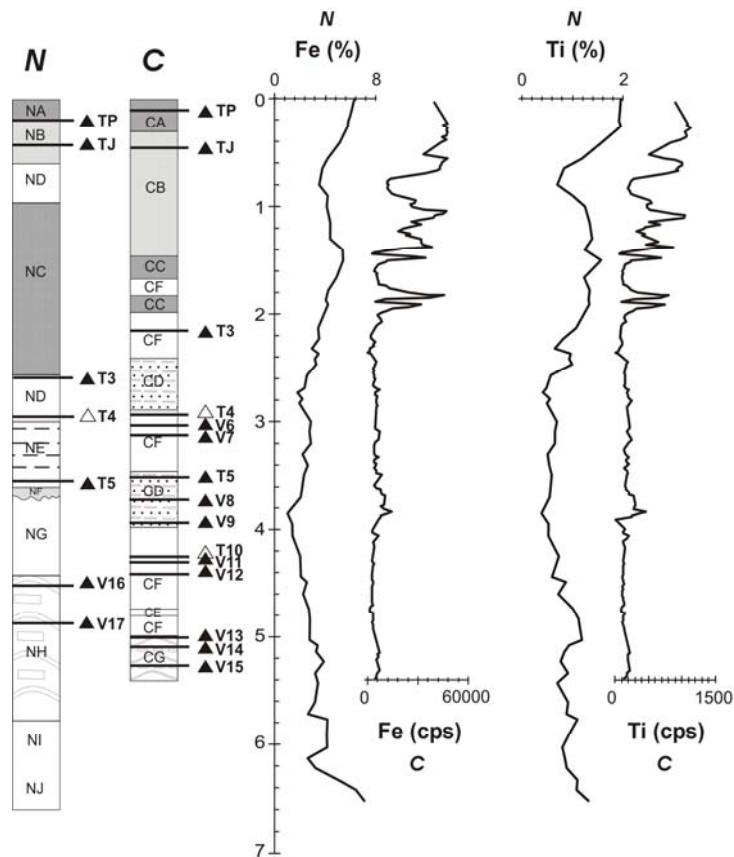 N
C
N
Fe (%)
0
8
N
Ti (%)
0
2
NA
TP
NB
TJ
ND
NC
T3
ND
T4
NE
T5
NF
NG
V16
V17
NH
NI
NJ
TP
CA
TJ
CB
CC
CF
CC
T3
CF
CD
T4
V6
V7
CF
T5
CD
V8
V9
T10
V11
V12
CF
CE
CF
V13
V14
CG
V15
0
1
2
3
4
5
6
7
0
60000
Fe (cps)
C
0
1500
Ti (cps)
C